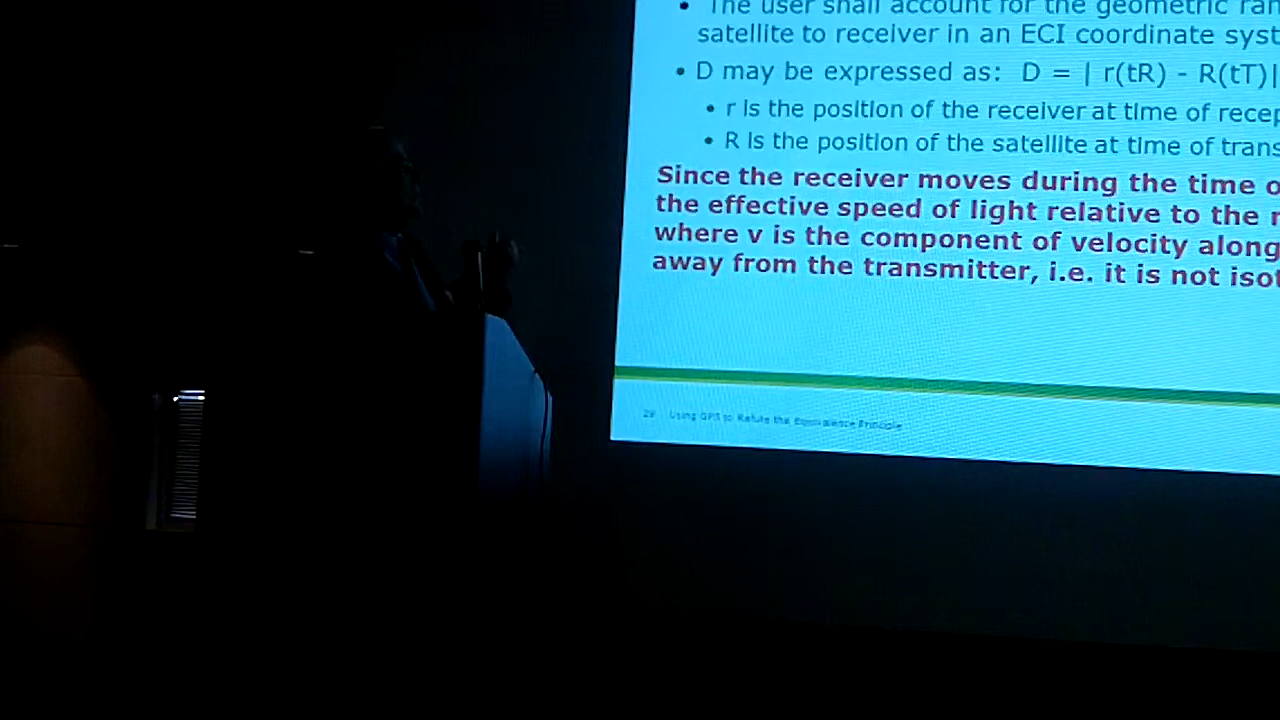 • The user shall account for the geometric ran
satellite to receiver in an ECI coordinate syst
• D may be expressed as: D = | r(tR) - R(tT)|
• r is the position of the receiver at time of recep
• R is the position of the satellite at time of trans
Since the receiver moves during the time o
the effective speed of light relative to the r
where v is the component of velocity along
away from the transmitter, i.e. it is not isot
28 Using GPS to Refute the Equivalence Principle